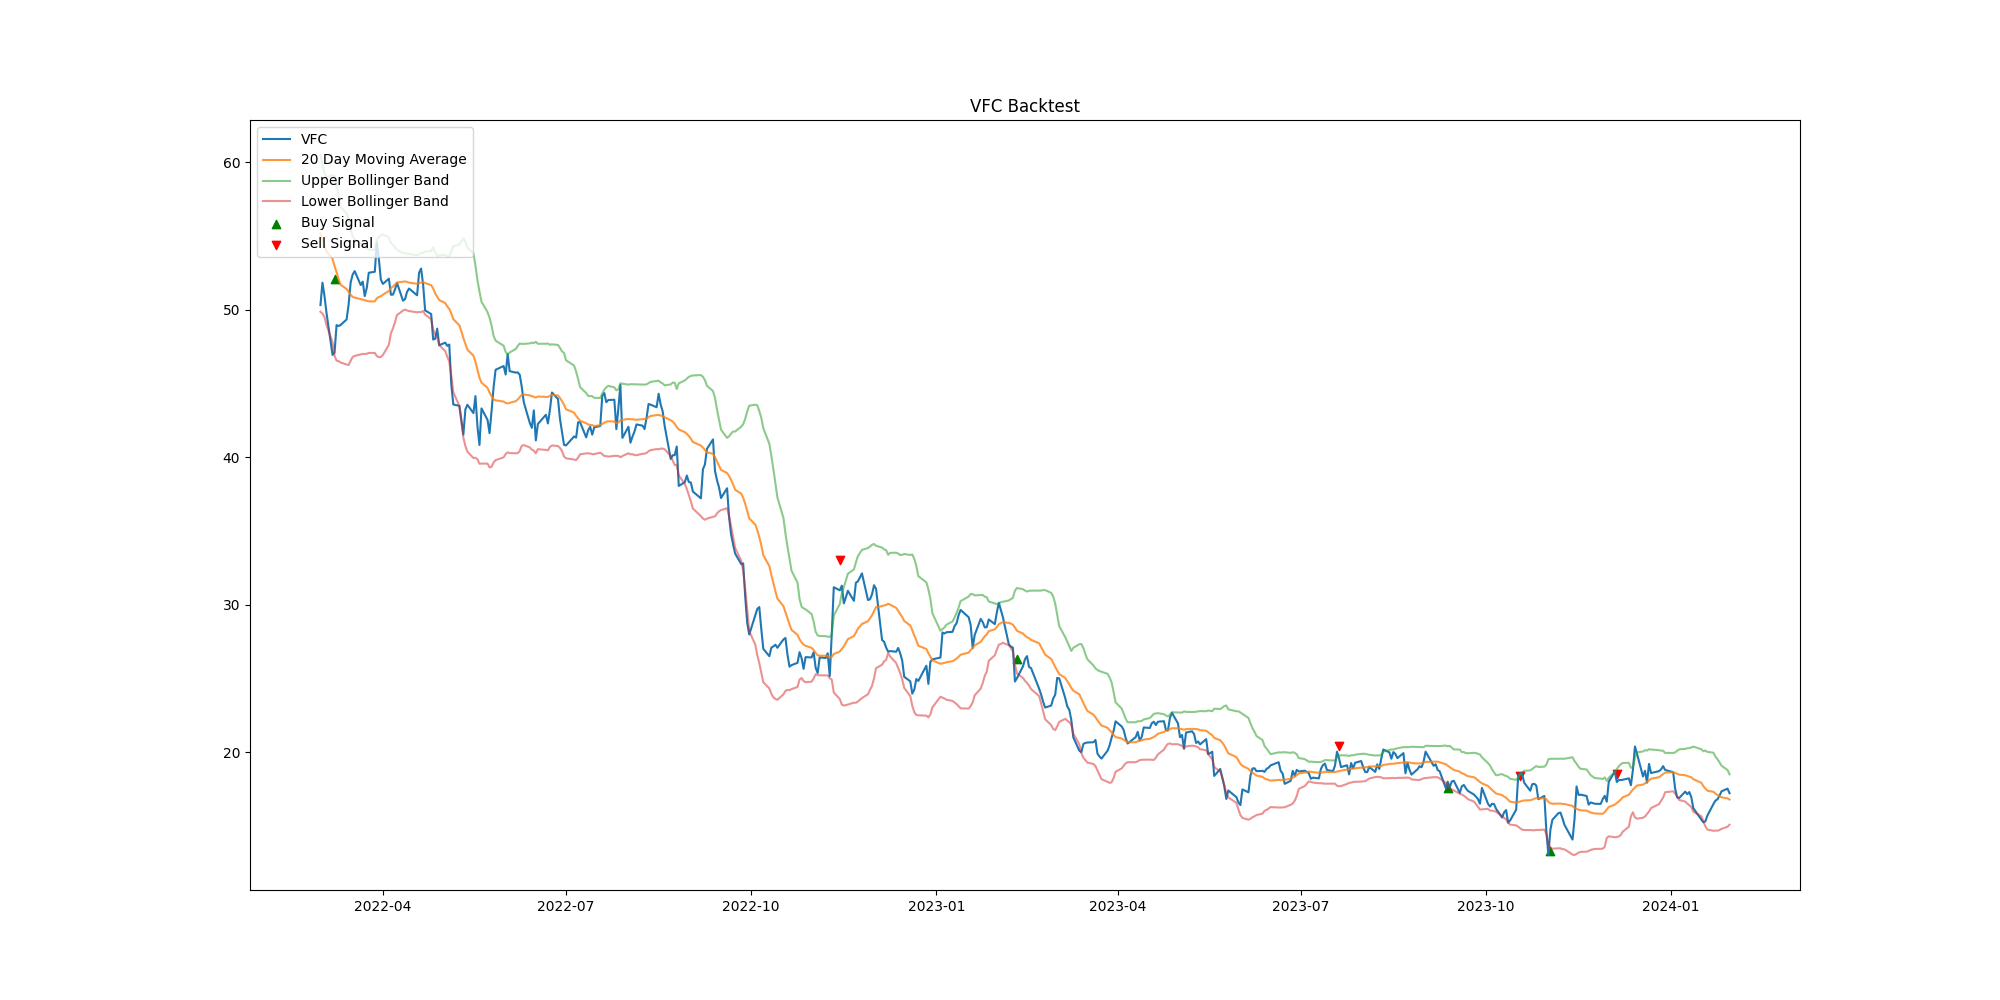 VFC Backtest
VFC
20 Day Moving Average
Upper Bollinger Band
Lower Bollinger Band
Buy Signal
Sell Signal
60
50
40
30
20
2022-04 2022-07 2022-10 2023-01 2023-04 2023-07 2023-10 2024-01